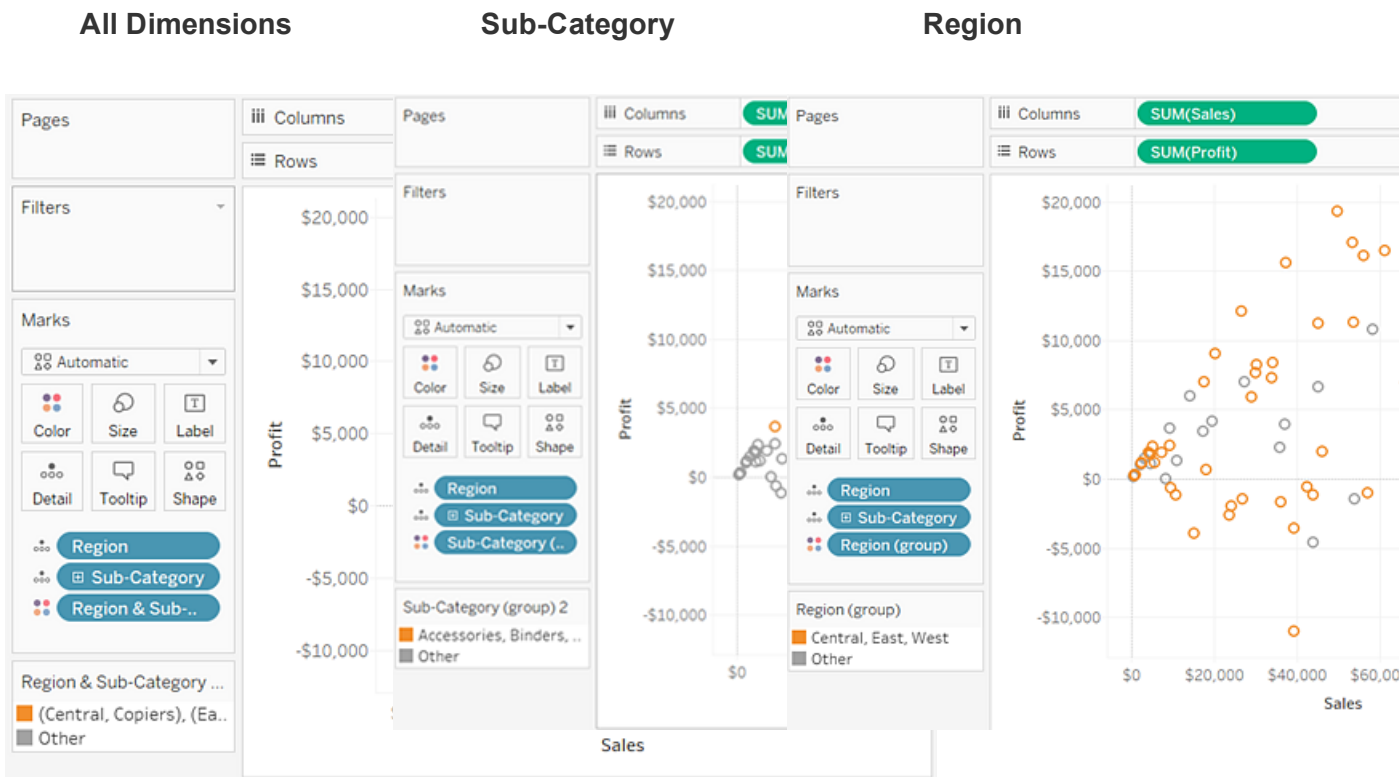 All Dimensions
Sub-Category
Region
Pages
Columns
Rows
Filters
Marks
Automatic
Color
Size
Label
Detail
Tooltip
Shape
Region
Sub-Category
Region & Sub-..
Region & Sub-Category ...
(Central, Copiers), (Ea..
Other
$20,000
$15,000
$10,000
$5,000
$0
-$5,000
-$10,000
Profit
Pages
Columns
SUM
Rows
SUM
Filters
Marks
Automatic
Color
Size
Label
Detail
Tooltip
Shape
Region
Sub-Category
Sub-Category (..
Sub-Category (group) 2
Accessories, Binders, ..
Other
$20,000
$15,000
$10,000
$5,000
$0
-$5,000
-$10,000
Profit
$0
Sales
Pages
Columns
SUM(Sales)
Rows
SUM(Profit)
Filters
Marks
Automatic
Color
Size
Label
Detail
Tooltip
Shape
Region
Sub-Category
Region (group)
Region (group)
Central, East, West
Other
$20,000
$15,000
$10,000
$5,000
$0
-$5,000
-$10,000
Profit
$0
$20,000
$40,000
$60,00
Sales